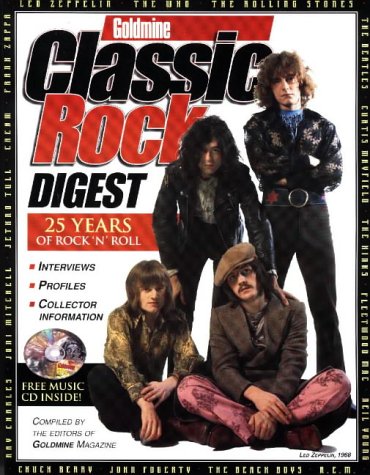 LED ZEPPELIN THE WHO THE ROLLING STONES
Goldmine
Classic
Rock
DIGEST
25 YEARS
OF ROCK 'N' ROLL
INTERVIEWS
PROFILES
COLLECTOR
INFORMATION
FREE MUSIC
CD INSIDE!
COMPILED BY
THE EDITORS OF
GOLDMINE MAGAZINE
LED ZEPPELIN, 1968
FRANK ZAPPA
CREAM
JETHRO TULL
JONI MITCHELL
RAY CHARLES
THE BEATLES
CURTIS MAYFIELD
THE KINKS
FLEETWOOD MAC
NEIL YOUNG
CHUCK BERRY JOHN FOGERTY THE BEACH BOYS R.E.M.